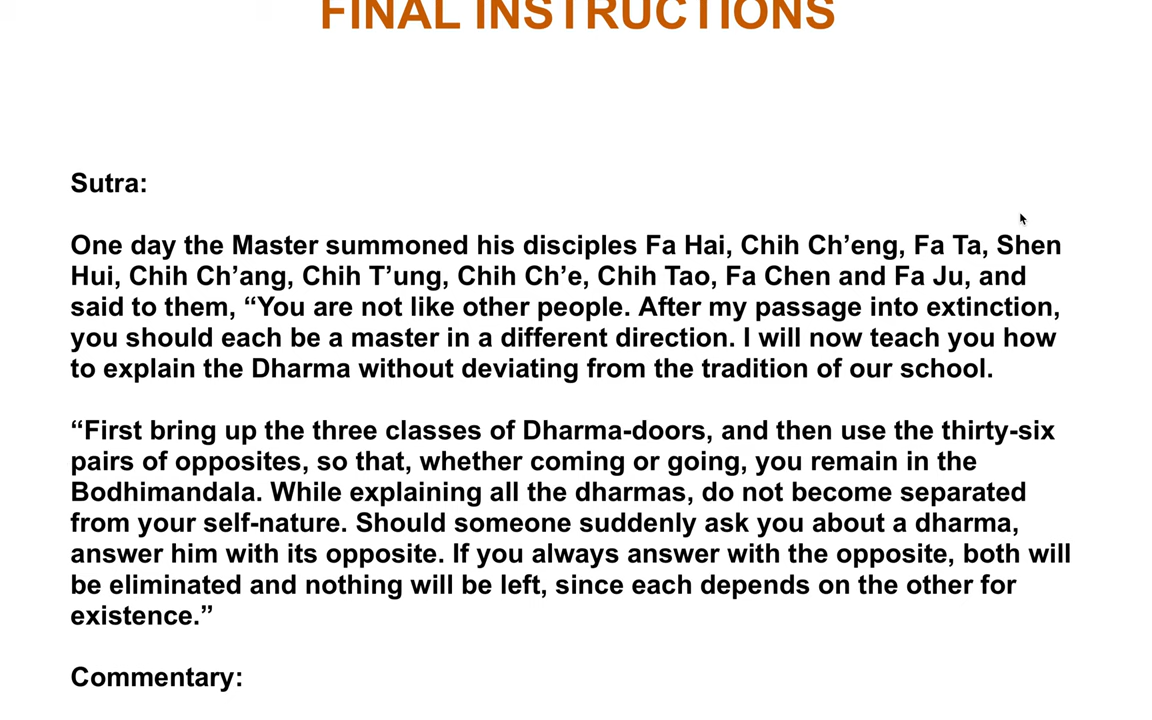 FINAL INSTRUCTIONS
Sutra:
One day the Master summoned his disciples Fa Hai, Chih Ch’eng, Fa Ta, Shen
Hui, Chih Ch’ang, Chih T’ung, Chih Ch’e, Chih Tao, Fa Chen and Fa Ju, and
said to them, “You are not like other people. After my passage into extinction,
you should each be a master in a different direction. I will now teach you how
to explain the Dharma without deviating from the tradition of our school.
“First bring up the three classes of Dharma-doors, and then use the thirty-six
pairs of opposites, so that, whether coming or going, you remain in the
Bodhimandala. While explaining all the dharmas, do not become separated
from your self-nature. Should someone suddenly ask you about a dharma,
answer him with its opposite. If you always answer with the opposite, both will
be eliminated and nothing will be left, since each depends on the other for
existence.”
Commentary: